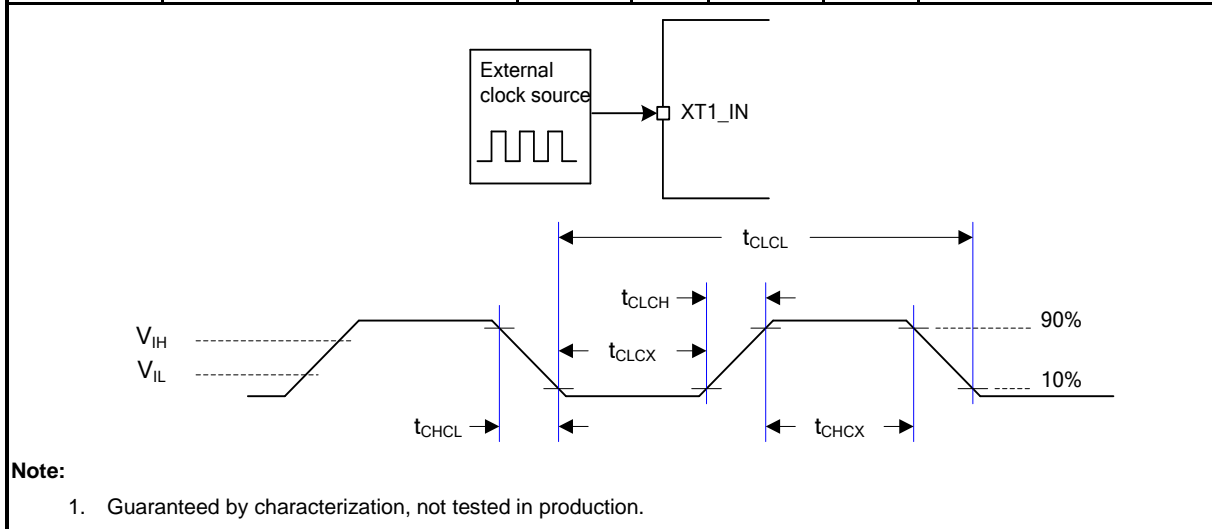 External
clock source
XT1_IN
tCLCL
tCLCH
90%
VIH
tCLCX
VIL
10%
tCHCL
tCHCX
Note:
1. Guaranteed by characterization, not tested in production.